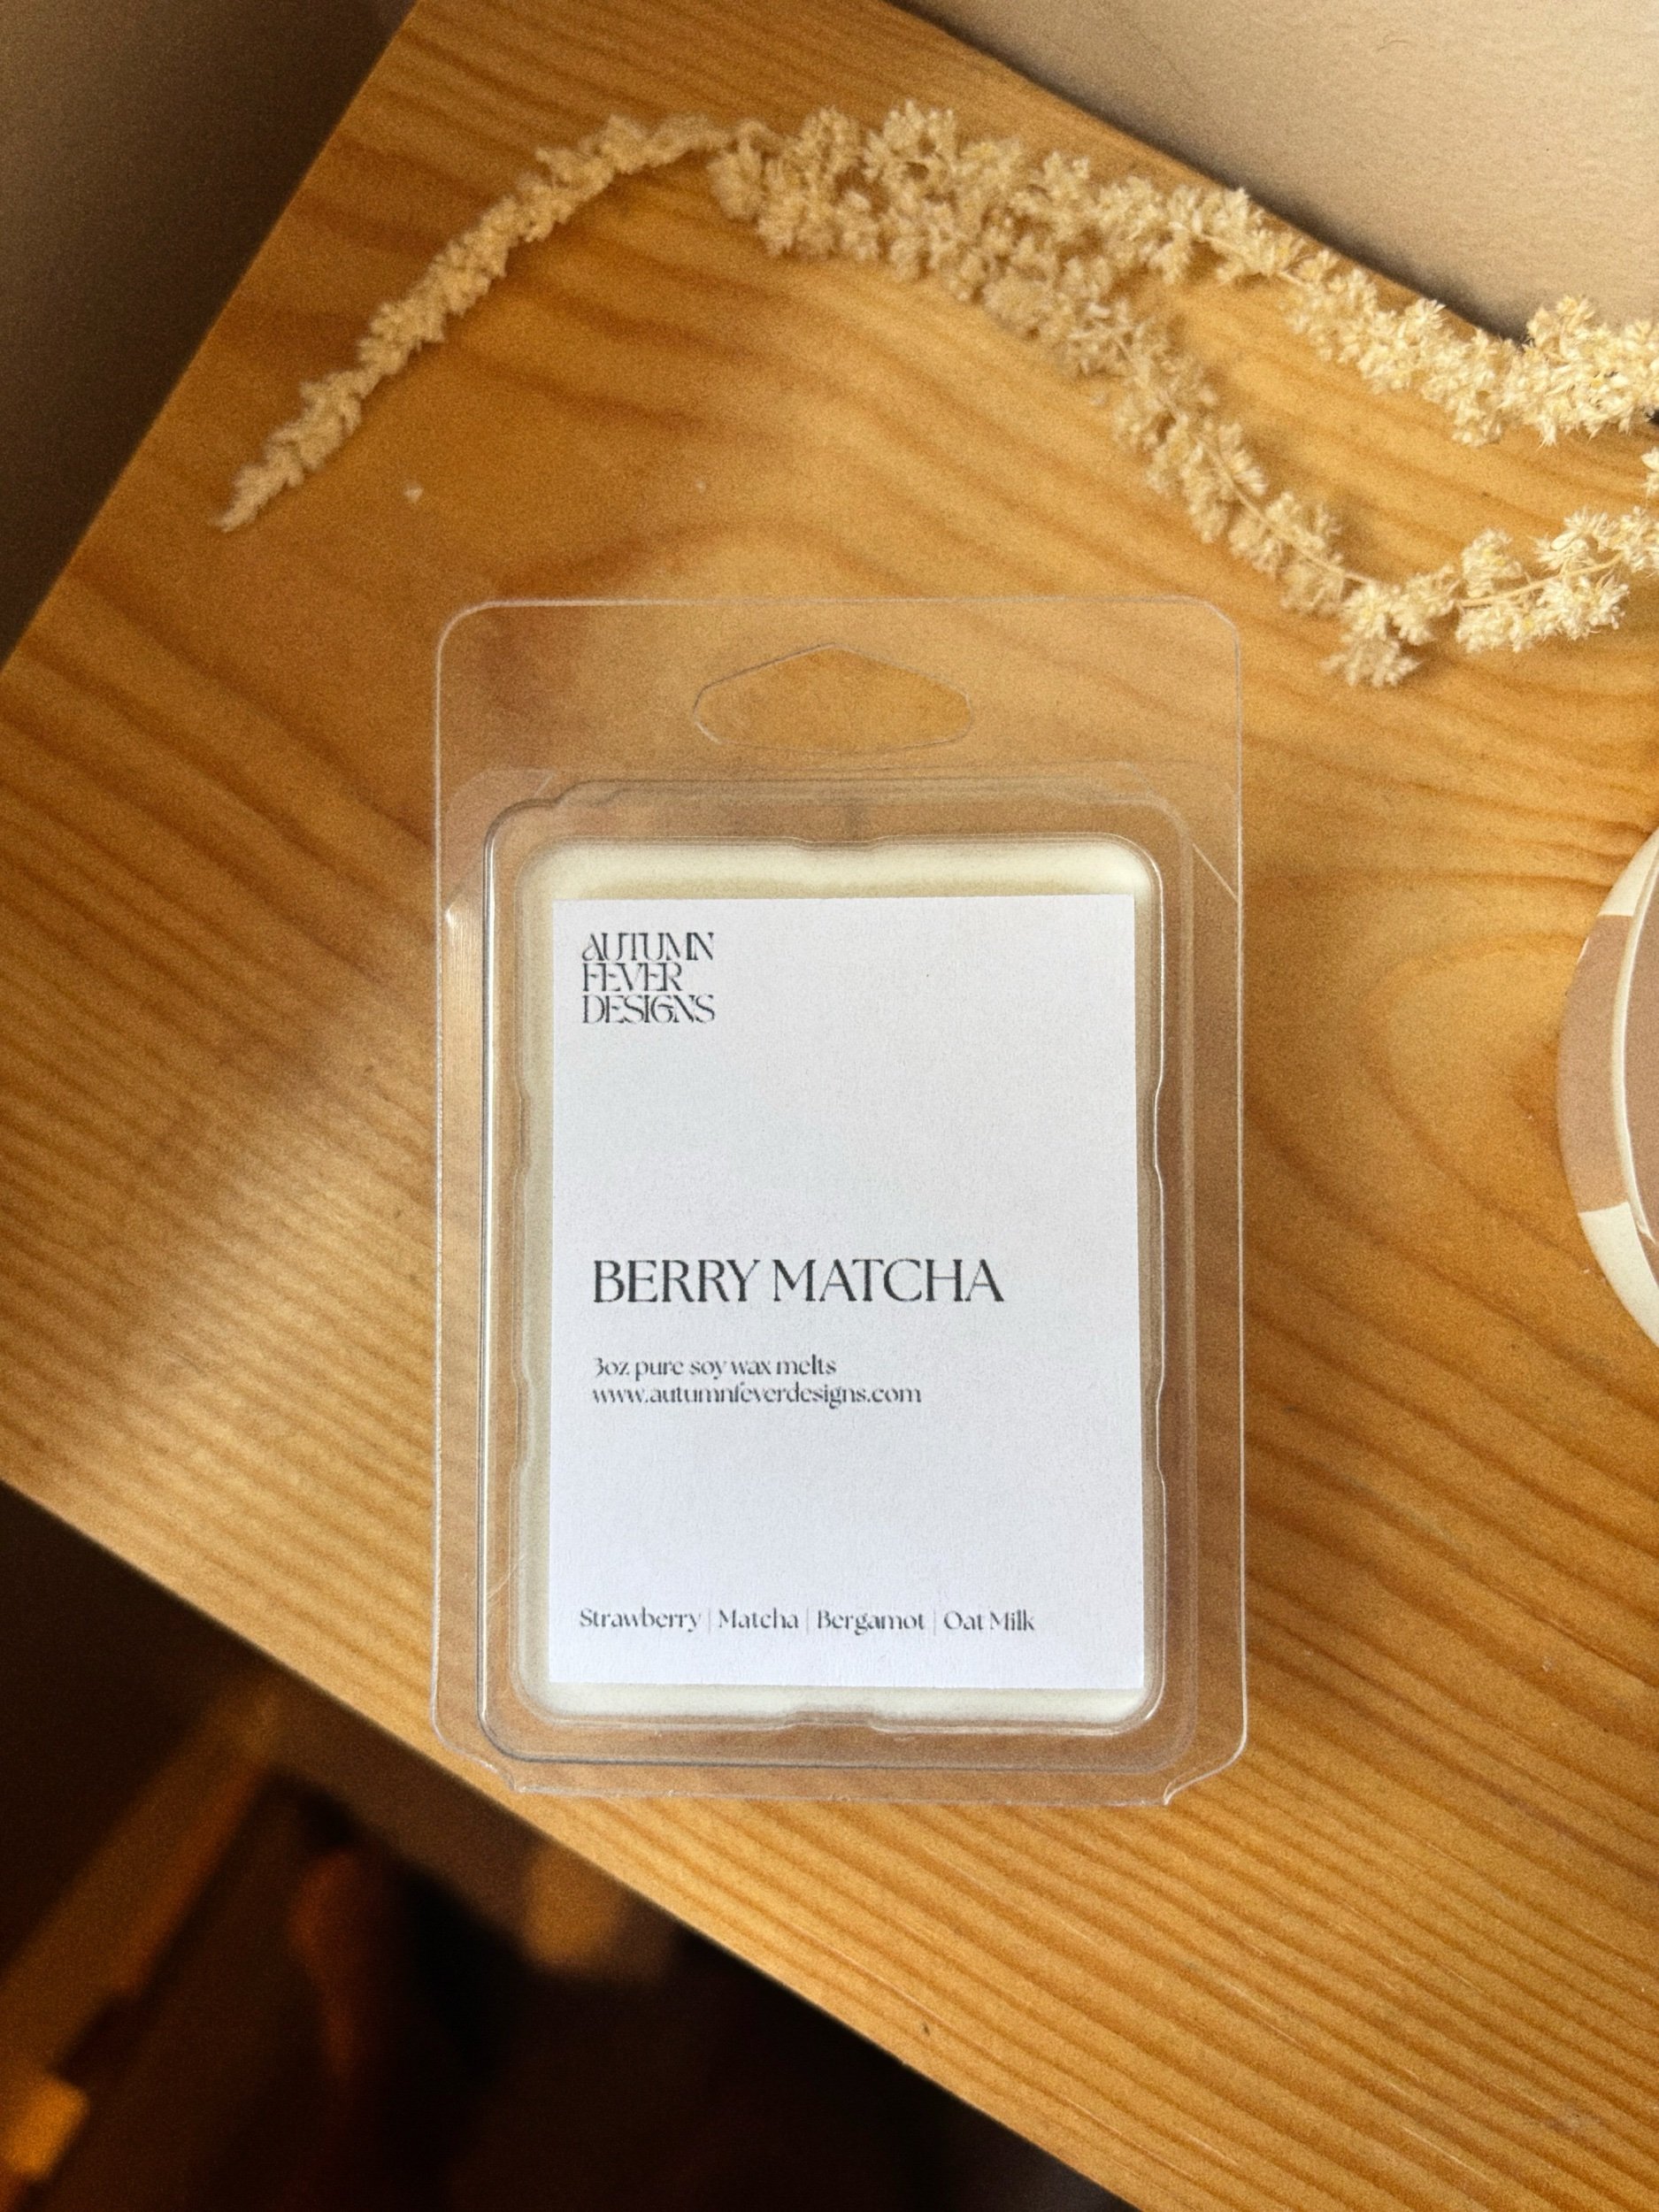 AUTUMN
FEVER
DESIGNS
BERRY MATCHA
3oz pure soy wax melts
www.autumnfeverdesigns.com
Strawberry | Matcha | Bergamot | Oat Milk